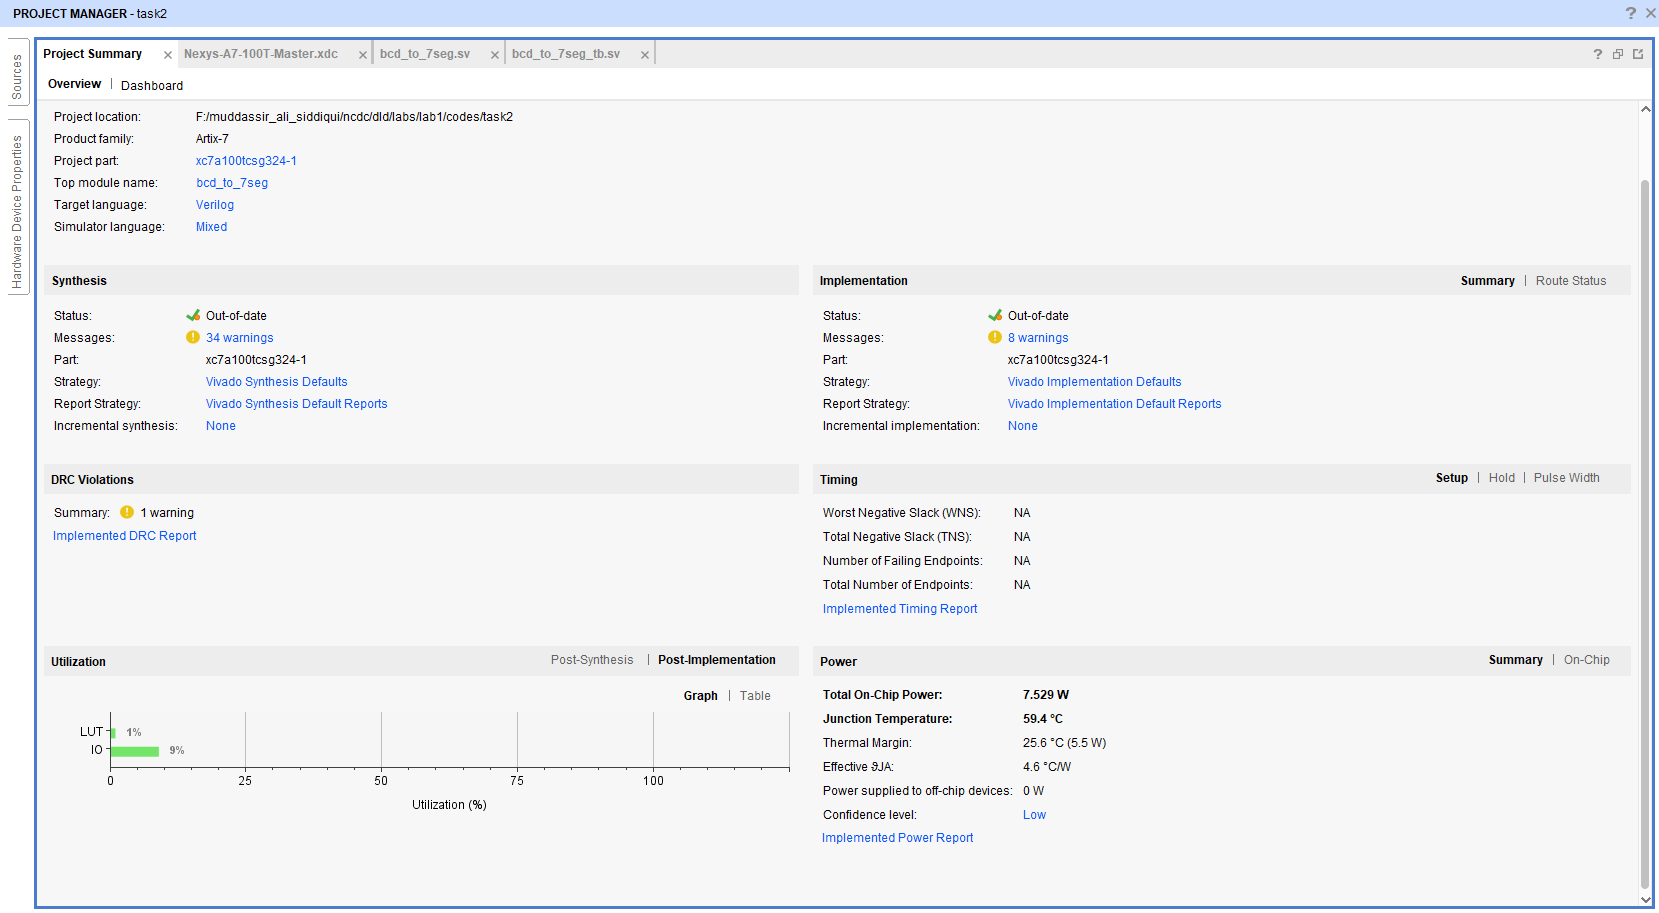 PROJECT MANAGER - task2
Sources
Hardware Device Properties
Project Summary
Nexys-A7-100T-Master.xdc
bcd_to_7seg.sv
bcd_to_7seg_tb.sv
Overview | Dashboard
Project location: F:/muddassir_ali_siddiqui/ncdc/dld/labs/lab1/codes/task2
Product family: Artix-7
Project part: xc7a100tcsg324-1
Top module name: bcd_to_7seg
Target language: Verilog
Simulator language: Mixed
Synthesis
Status: Out-of-date
Messages: 34 warnings
Part: xc7a100tcsg324-1
Strategy: Vivado Synthesis Defaults
Report Strategy: Vivado Synthesis Default Reports
Incremental synthesis: None
Implementation
Summary | Route Status
Status: Out-of-date
Messages: 8 warnings
Part: xc7a100tcsg324-1
Strategy: Vivado Implementation Defaults
Report Strategy: Vivado Implementation Default Reports
Incremental implementation: None
DRC Violations
Summary: 1 warning
Implemented DRC Report
Timing
Setup | Hold | Pulse Width
Worst Negative Slack (WNS): NA
Total Negative Slack (TNS): NA
Number of Failing Endpoints: NA
Total Number of Endpoints: NA
Implemented Timing Report
Utilization
Post-Synthesis | Post-Implementation
Graph | Table
LUT 1%
IO 9%
0 25 50 75 100
Utilization (%)
Power
Summary | On-Chip
Total On-Chip Power: 7.529 W
Junction Temperature: 59.4 °C
Thermal Margin: 25.6 °C (5.5 W)
Effective ϑJA: 4.6 °C/W
Power supplied to off-chip devices: 0 W
Confidence level: Low
Implemented Power Report